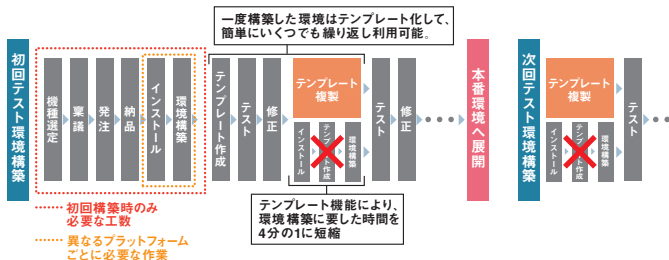 一度構築した環境はテンプレート化して、
簡単にいくつでも繰り返し利用可能。
初回テスト環境構築
機種選定
稟議
発注
納品
インストール
環境構築
テンプレート作成
テスト
修正
テンプレート
複製
インストール
テンプレート作成
環境構築
テスト
修正
本番環境へ展開
次回テスト環境構築
テンプレート
複製
インストール
テンプレート作成
環境構築
テスト
初回構築時のみ
必要な工数
異なるプラットフォーム
ごとに必要な作業
テンプレート機能により、
環境構築に要した時間を
4分の1に短縮